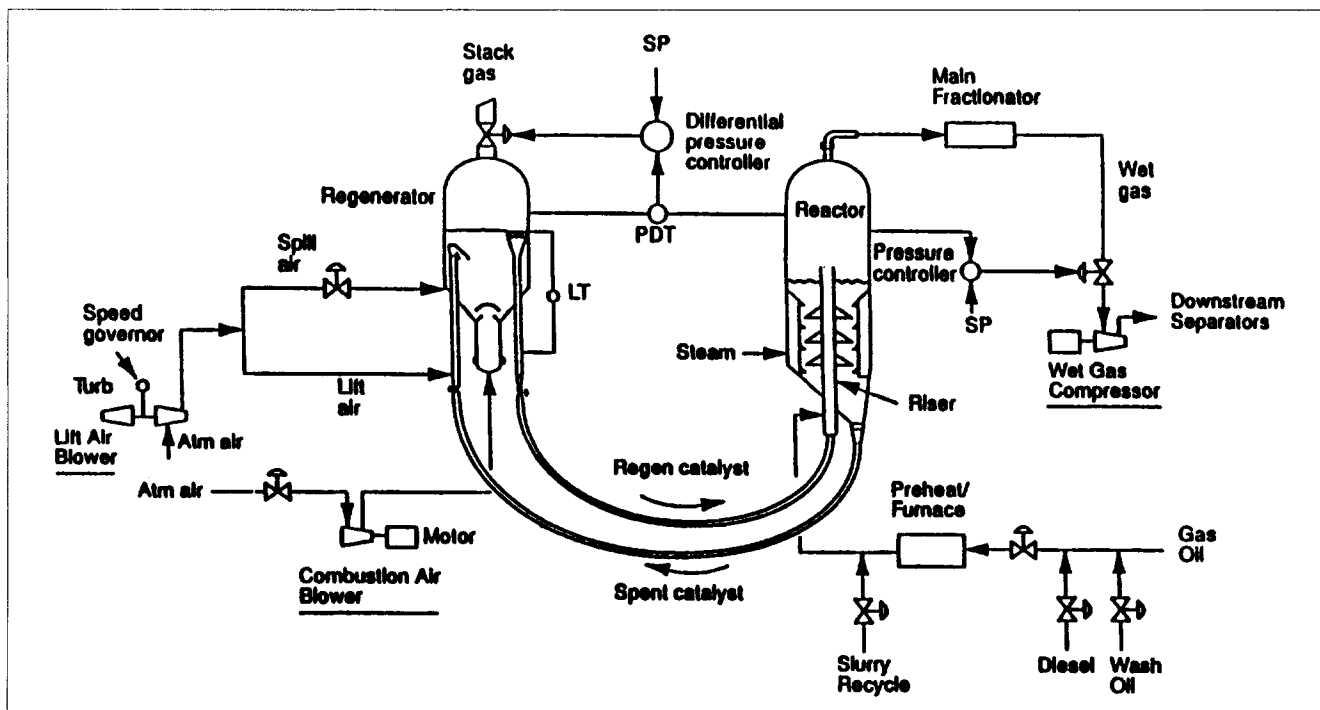 SP
Stack
gas
Main
Fractionator
Differential
pressure
controller
Regenerator
Wet
gas
Reactor
PDT
Spill
air
Pressure
controller
LT
Speed
governor
SP
Downstream
Separators
Steam
Turb
Lift
air
Wet Gas
Compressor
Riser
Lift Air
Blower
Atm air
Regen catalyst
Atm air
Preheat/
Furnace
Motor
Gas
Oil
Combustion Air
Blower
Spent catalyst
Slurry
Recycle
Diesel
Wash
Oil